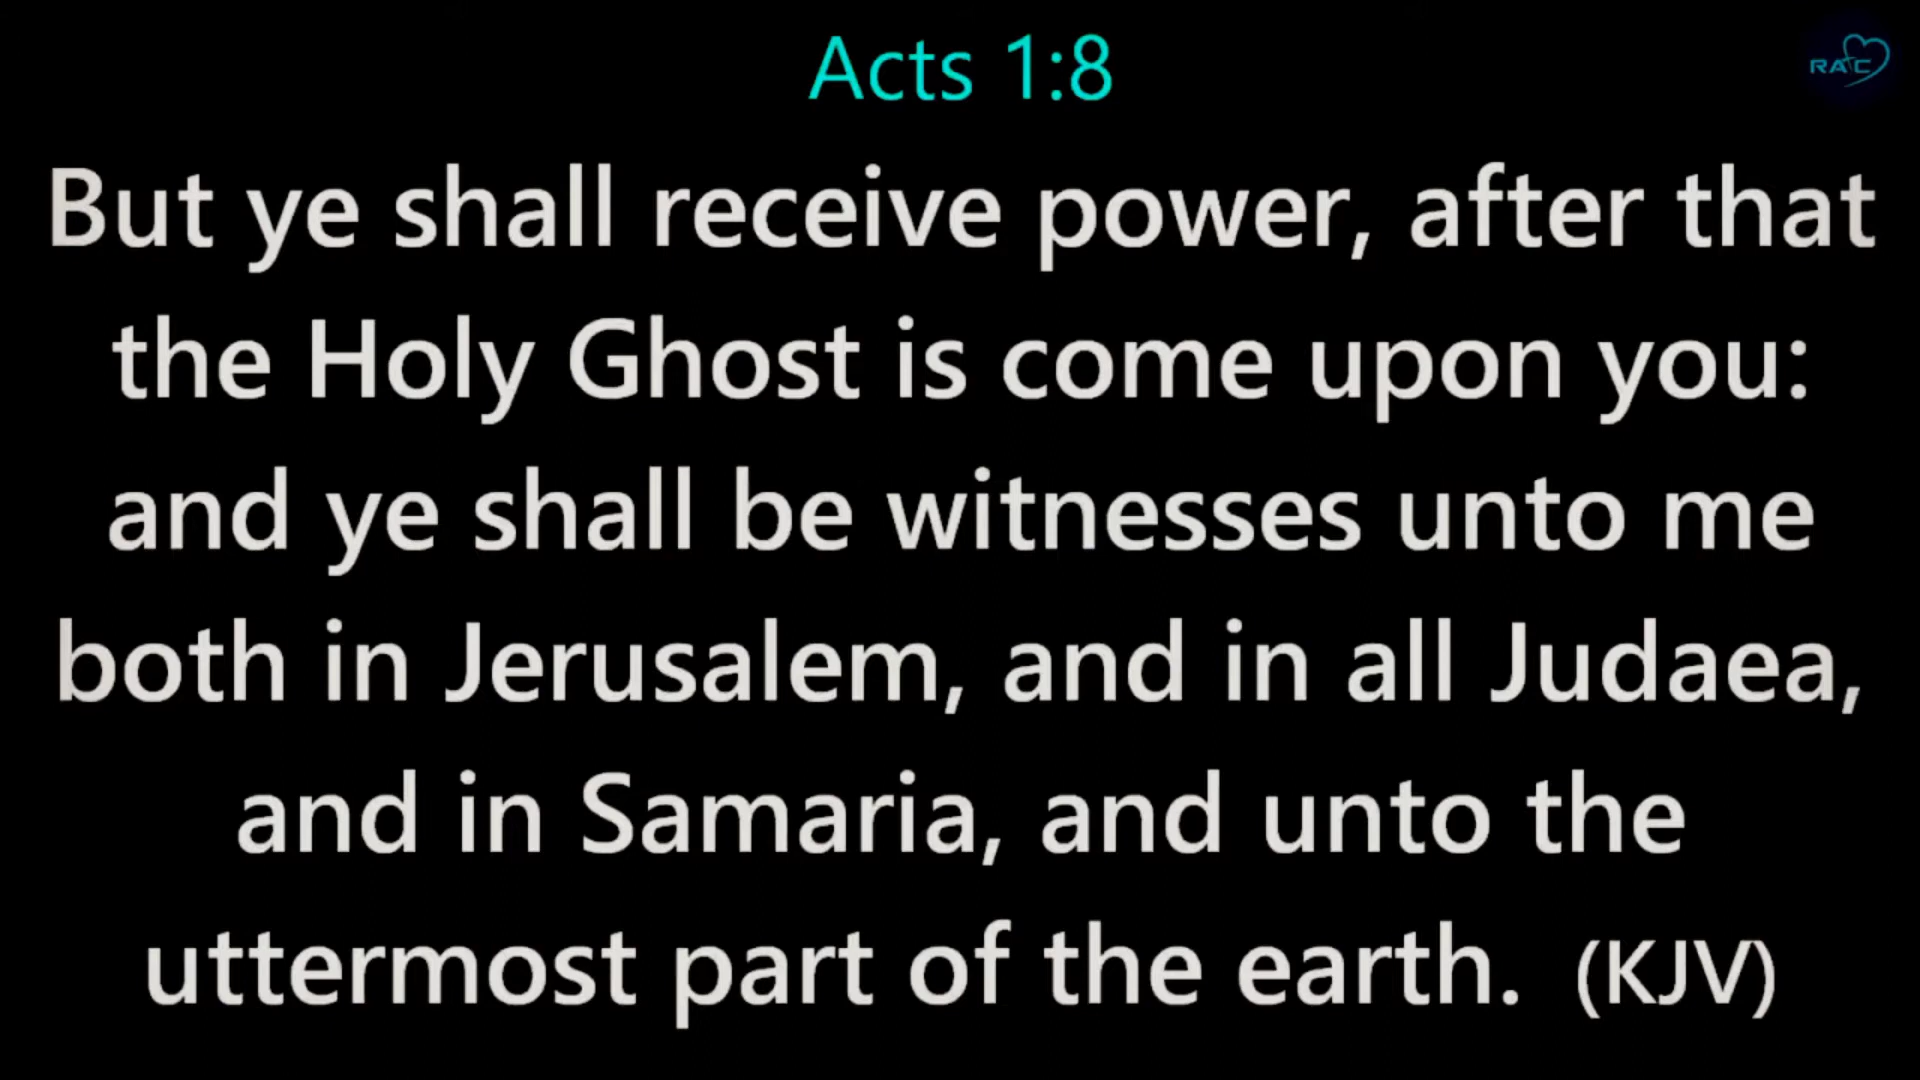 Acts 1:8
RAC
But ye shall receive power, after that
the Holy Ghost is come upon you:
and ye shall be witnesses unto me
both in Jerusalem, and in all Judaea,
and in Samaria, and unto the
uttermost part of the earth. (KJV)